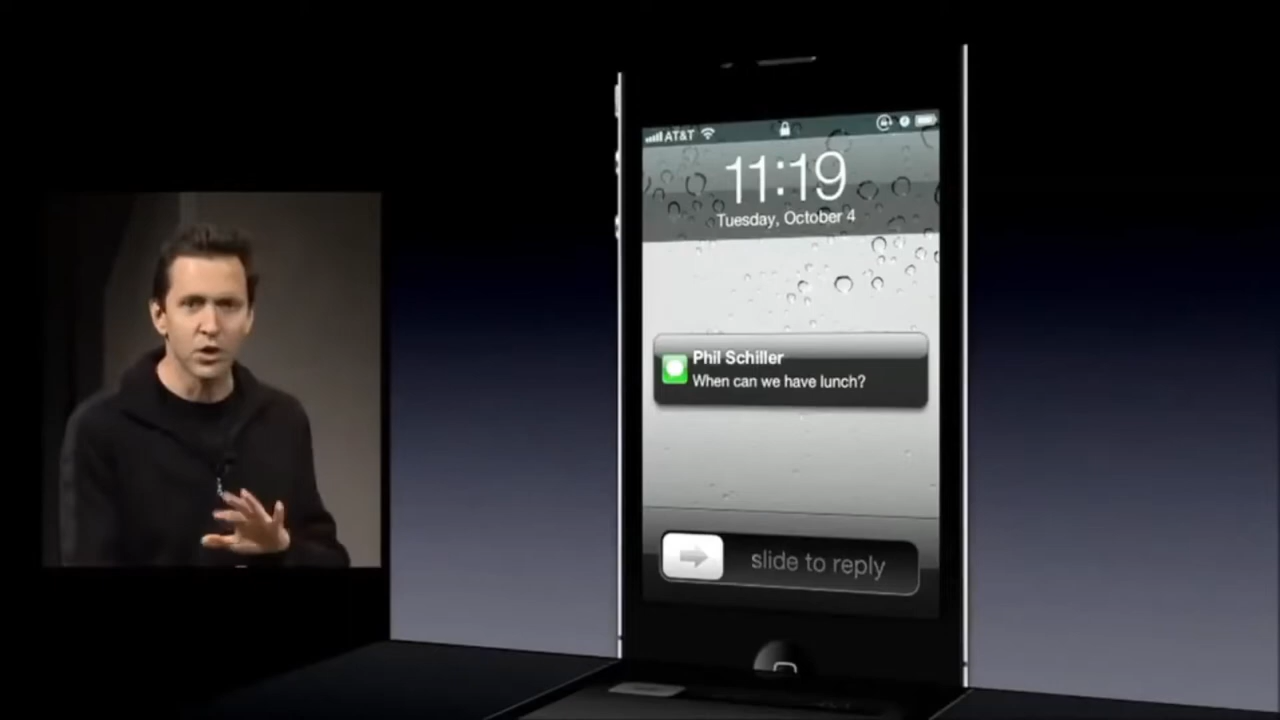 AT&T
11:19
Tuesday, October 4
Phil Schiller
When can we have lunch?
slide to reply